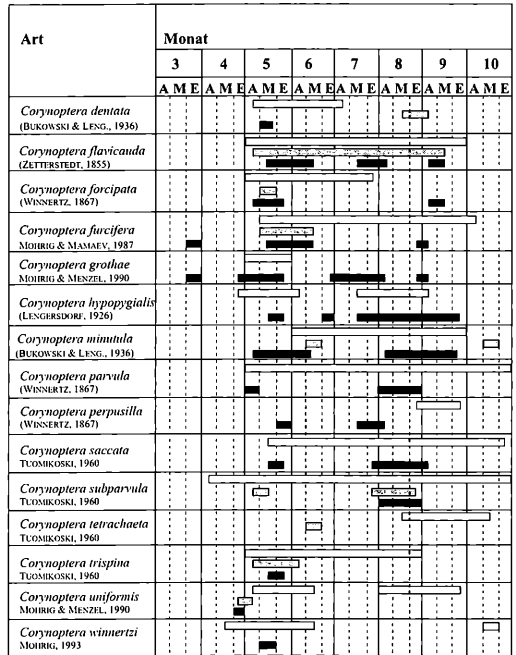 Art Monat
3 4 5 6 7 8 9 10
A M E A M E A M E A M E A M E A M E A M E A M E
Corynoptera dentata
(BUKOWSKI & LENG., 1936)
Corynoptera flavicauda
(ZETTERSTEDT, 1855)
Corynoptera forcipata
(WINNERTZ, 1867)
Corynoptera furcifera
MOHRIG & MAMAEV, 1987
Corynoptera grothae
MOHRIG & MENZEL, 1990
Corynoptera hypopygialis
(LENGERSDORF, 1926)
Corynoptera minutula
(BUKOWSKI & LENG., 1936)
Corynoptera parvula
(WINNERTZ, 1867)
Corynoptera perpusilla
(WINNERTZ, 1867)
Corynoptera saccata
TUOMIKOSKI, 1960
Corynoptera subparvula
TUOMIKOSKI, 1960
Corynoptera tetrachaeta
TUOMIKOSKI, 1960
Corynoptera trispina
TUOMIKOSKI, 1960
Corynoptera uniformis
MOHRIG & MENZEL, 1990
Corynoptera winnertzi
MOHRIG, 1993